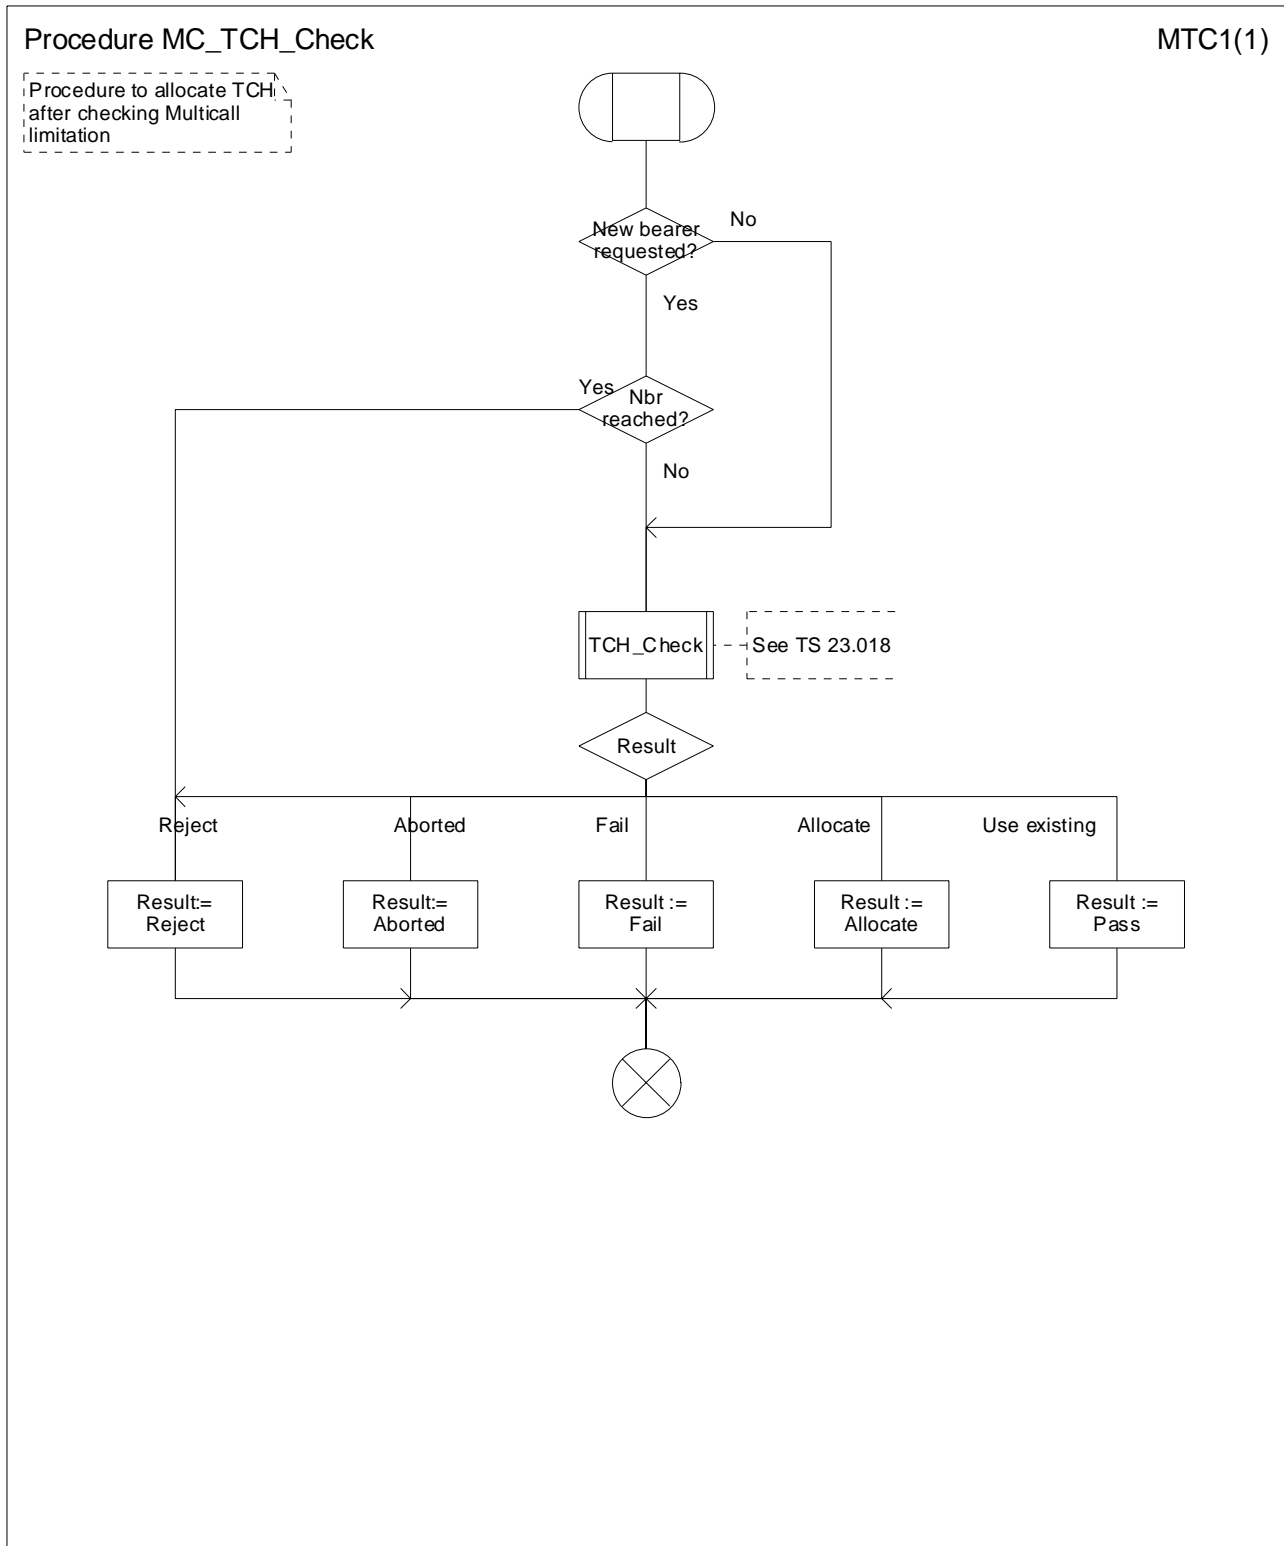 Procedure MC_TCH_Check
MTC1(1)
Procedure to allocate TCH
after checking Multicall
limitation
New bearer
requested?
No
Yes
Yes
Nbr
reached?
No
TCH_Check
See TS 23.018
Result
Reject
Aborted
Fail
Allocate
Use existing
Result:=
Reject
Result:=
Aborted
Result :=
Fail
Result :=
Allocate
Result :=
Pass